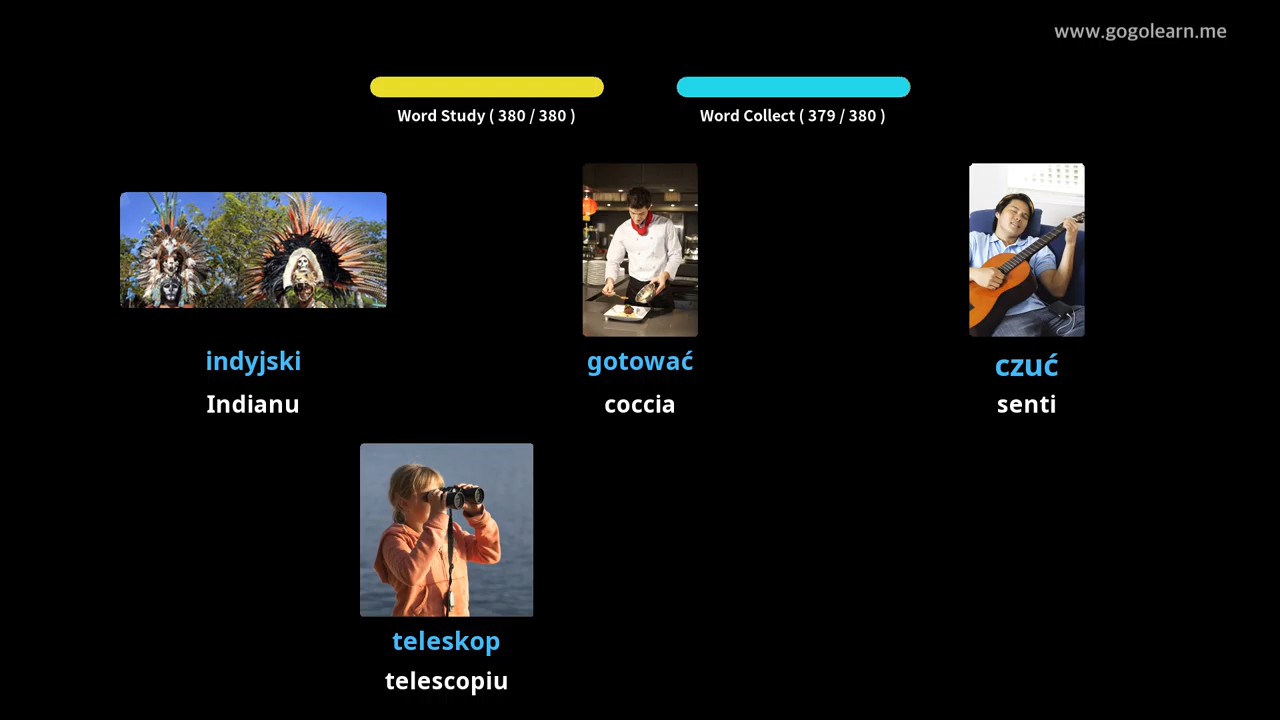 www.gogolearn.me
Word Study ( 380 / 380 )
Word Collect ( 379 / 380 )
indyjski
gotować
czuć
Indianu
coccia
senti
teleskop
telescopiu